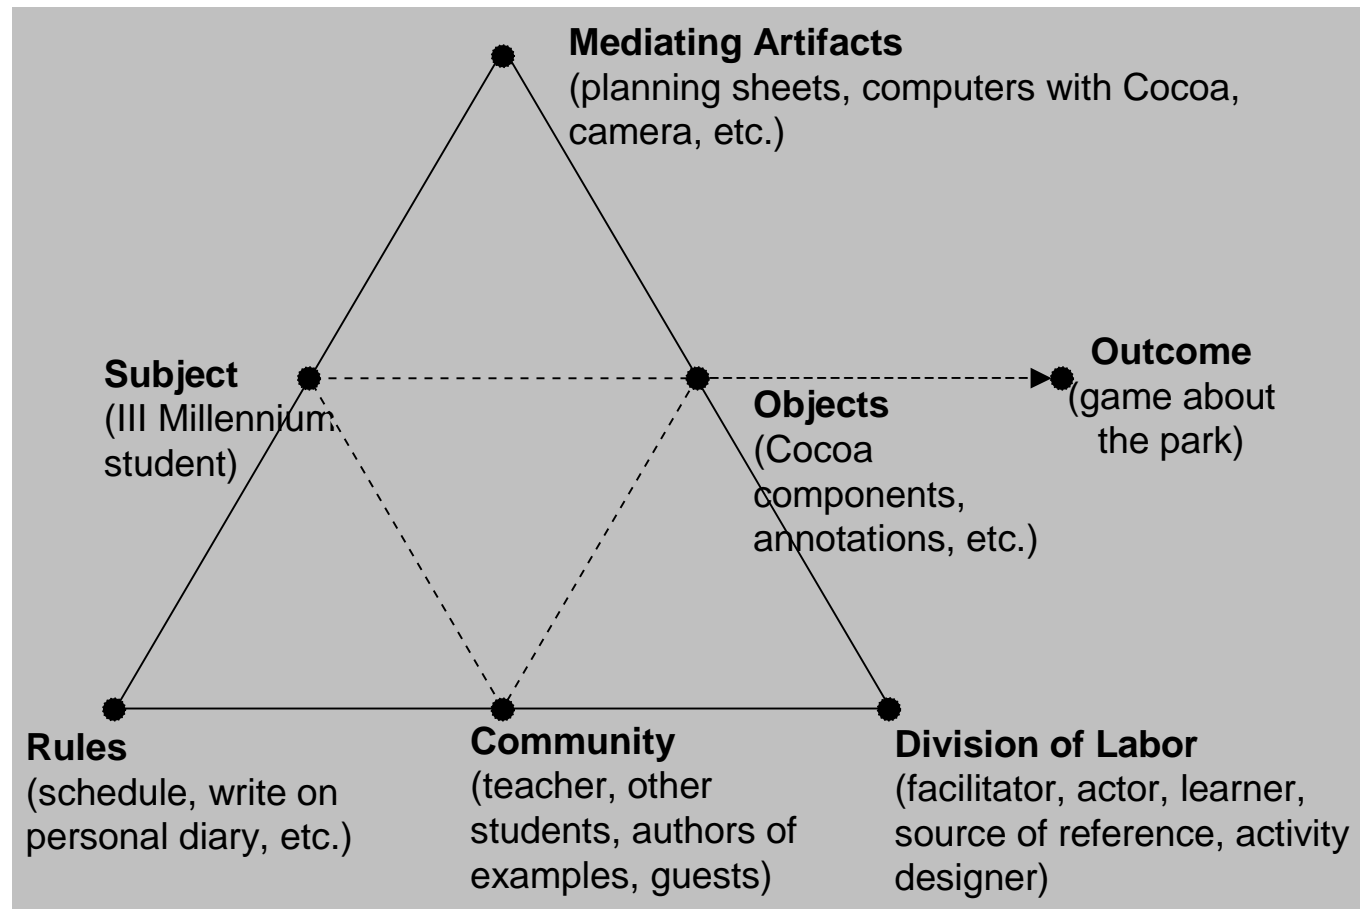 Mediating Artifacts
(planning sheets, computers with Cocoa,
camera, etc.)
Subject
(III Millennium
student)
Objects
(Cocoa
components,
annotations, etc.)
Outcome
(game about
the park)
Rules
(schedule, write on
personal diary, etc.)
Community
(teacher, other
students, authors of
examples, guests)
Division of Labor
(facilitator, actor, learner,
source of reference, activity
designer)